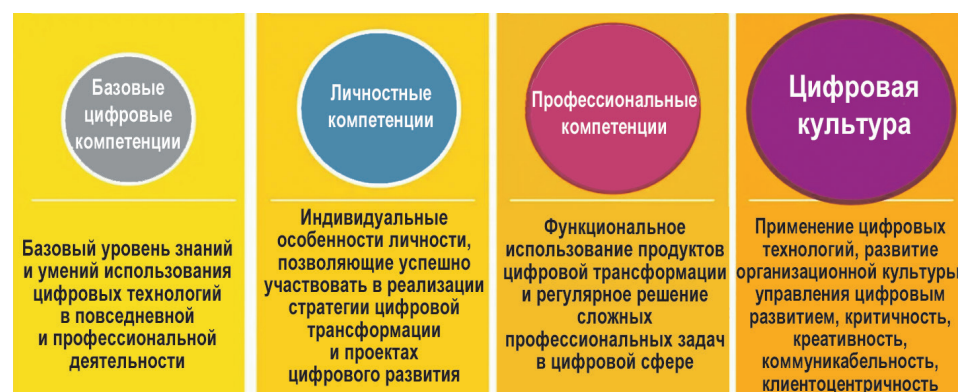 Базовые
цифровые
компетенции
Базовый уровень знаний
и умений использования
цифровых технологий
в повседневной
и профессиональной
деятельности
Личностные
компетенции
Индивидуальные
особенности личности,
позволяющие успешно
участвовать в реализации
стратегии цифровой
трансформации
и проектах
цифрового развития
Профессиональные
компетенции
Функциональное
использование продуктов
цифровой трансформации
и регулярное решение
сложных
профессиональных задач
в цифровой сфере
Цифровая
культура
Применение цифровых
технологий, развитие
организационной культуры
управления цифровым
развитием, критичность,
креативность,
коммуникабельность,
клиентоцентричность